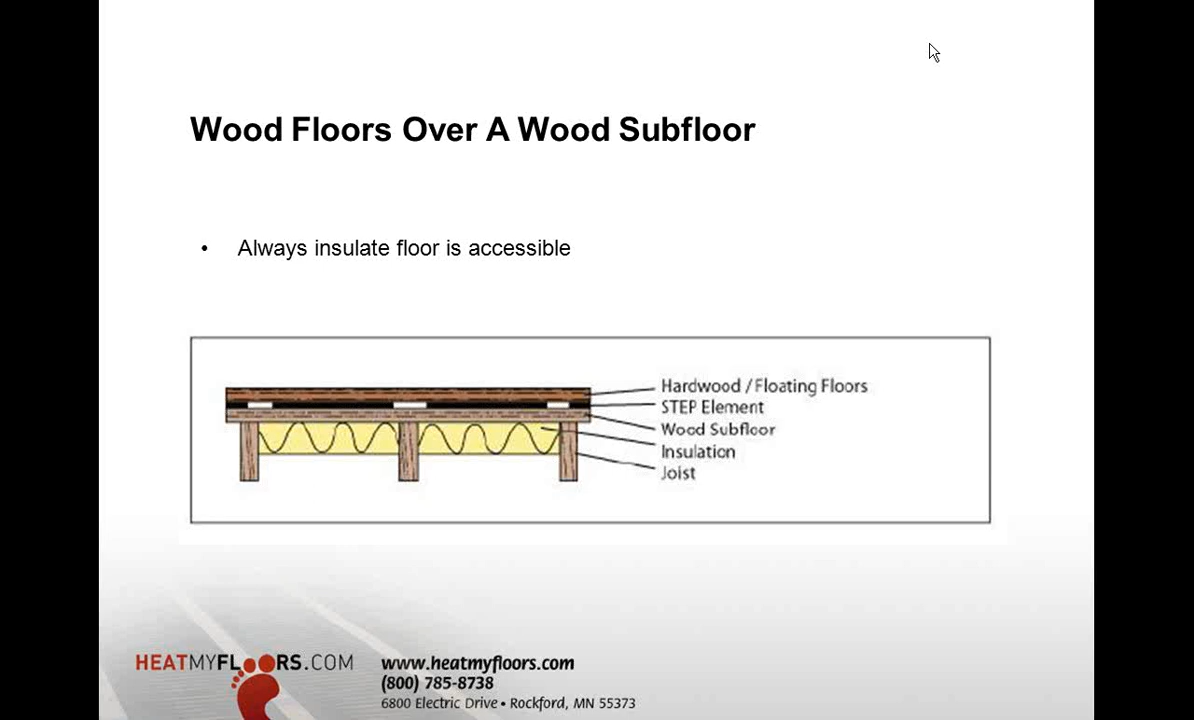 Wood Floors Over A Wood Subfloor
• Always insulate floor is accessible
Hardwood / Floating Floors
STEP Element
Wood Subfloor
Insulation
Joist
HEATMYFLOORS.COM
www.heatmyfloors.com
(800) 785-8738
6800 Electric Drive • Rockford, MN 55373